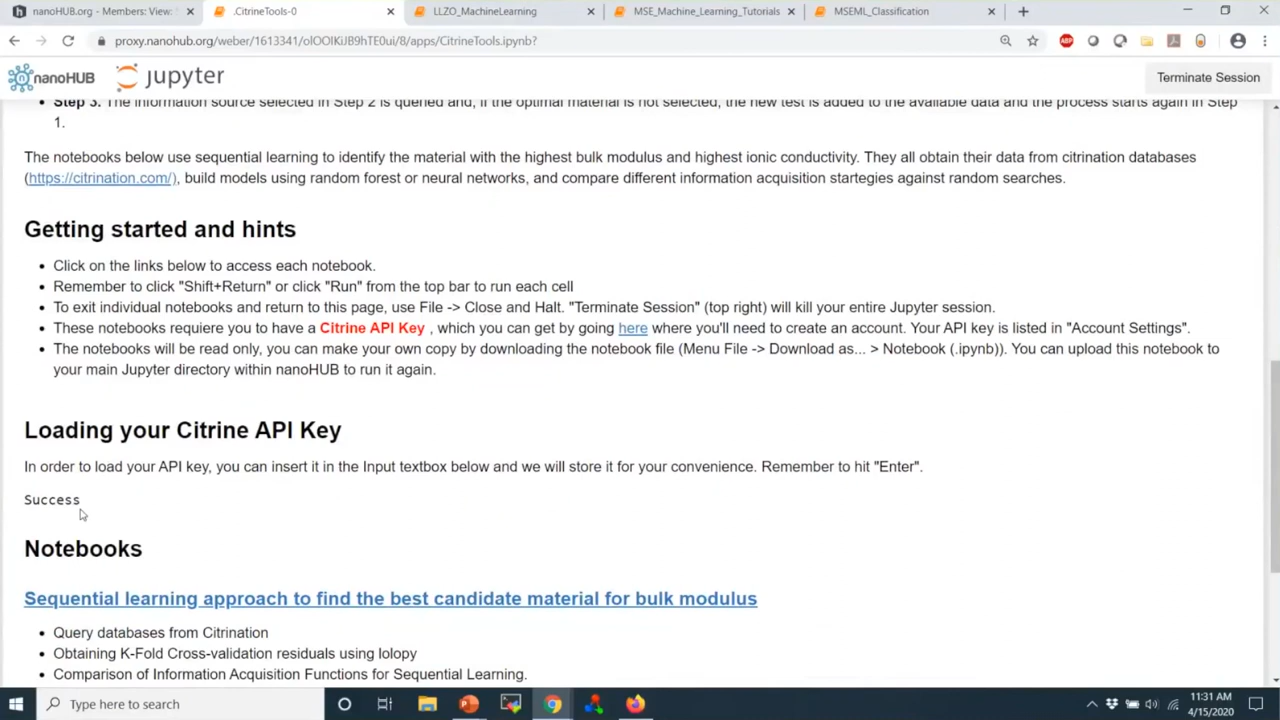 nanoHUB.org - Members: View: S
.CitrineTools-0
LLZO_MachineLearning
MSE_Machine_Learning_Tutorials
MSEML_Classification
proxy.nanohub.org/weber/1613341/olOOlKiJB9hTE0ui/8/apps/CitrineTools.ipynb?
ABP
nanoHUB
jupyter
Terminate Session
• Step 3. The information source selected in Step 2 is queried and, if the optimal material is not selected, the new test is added to the available data and the process starts again in Step
1.
The notebooks below use sequential learning to identify the material with the highest bulk modulus and highest ionic conductivity. They all obtain their data from citrination databases
(https://citrination.com/), build models using random forest or neural networks, and compare different information acquisition startegies against random searches.
Getting started and hints
• Click on the links below to access each notebook.
• Remember to click "Shift+Return" or click "Run" from the top bar to run each cell
• To exit individual notebooks and return to this page, use File -> Close and Halt. "Terminate Session" (top right) will kill your entire Jupyter session.
• These notebooks requiere you to have a Citrine API Key , which you can get by going here where you'll need to create an account. Your API key is listed in "Account Settings".
• The notebooks will be read only, you can make your own copy by downloading the notebook file (Menu File -> Download as... > Notebook (.ipynb)). You can upload this notebook to
your main Jupyter directory within nanoHUB to run it again.
Loading your Citrine API Key
In order to load your API key, you can insert it in the Input textbox below and we will store it for your convenience. Remember to hit "Enter".
Success
Notebooks
Sequential learning approach to find the best candidate material for bulk modulus
• Query databases from Citrination
• Obtaining K-Fold Cross-validation residuals using lolopy
• Comparison of Information Acquisition Functions for Sequential Learning.
Type here to search
11:31 AM
4/15/2020